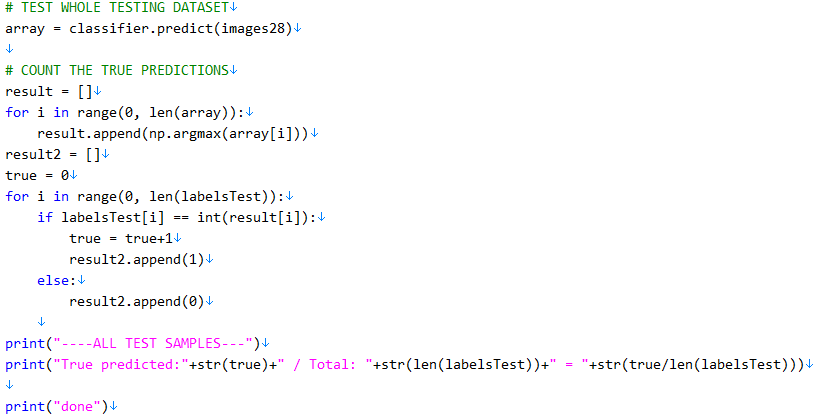 # TEST WHOLE TESTING DATASET↓
array = classifier.predict(images28)↓
↓
# COUNT THE TRUE PREDICTIONS↓
result = []↓
for i in range(0, len(array)):↓
    result.append(np.argmax(array[i]))↓
result2 = []↓
true = 0↓
for i in range(0, len(labelsTest)):↓
    if labelsTest[i] == int(result[i]):↓
        true = true+1↓
        result2.append(1)↓
    else:↓
        result2.append(0)↓
    ↓
print("----ALL TEST SAMPLES---")↓
print("True predicted:"+str(true)+" / Total: "+str(len(labelsTest))+" = "+str(true/len(labelsTest)))↓
↓
print("done")↓